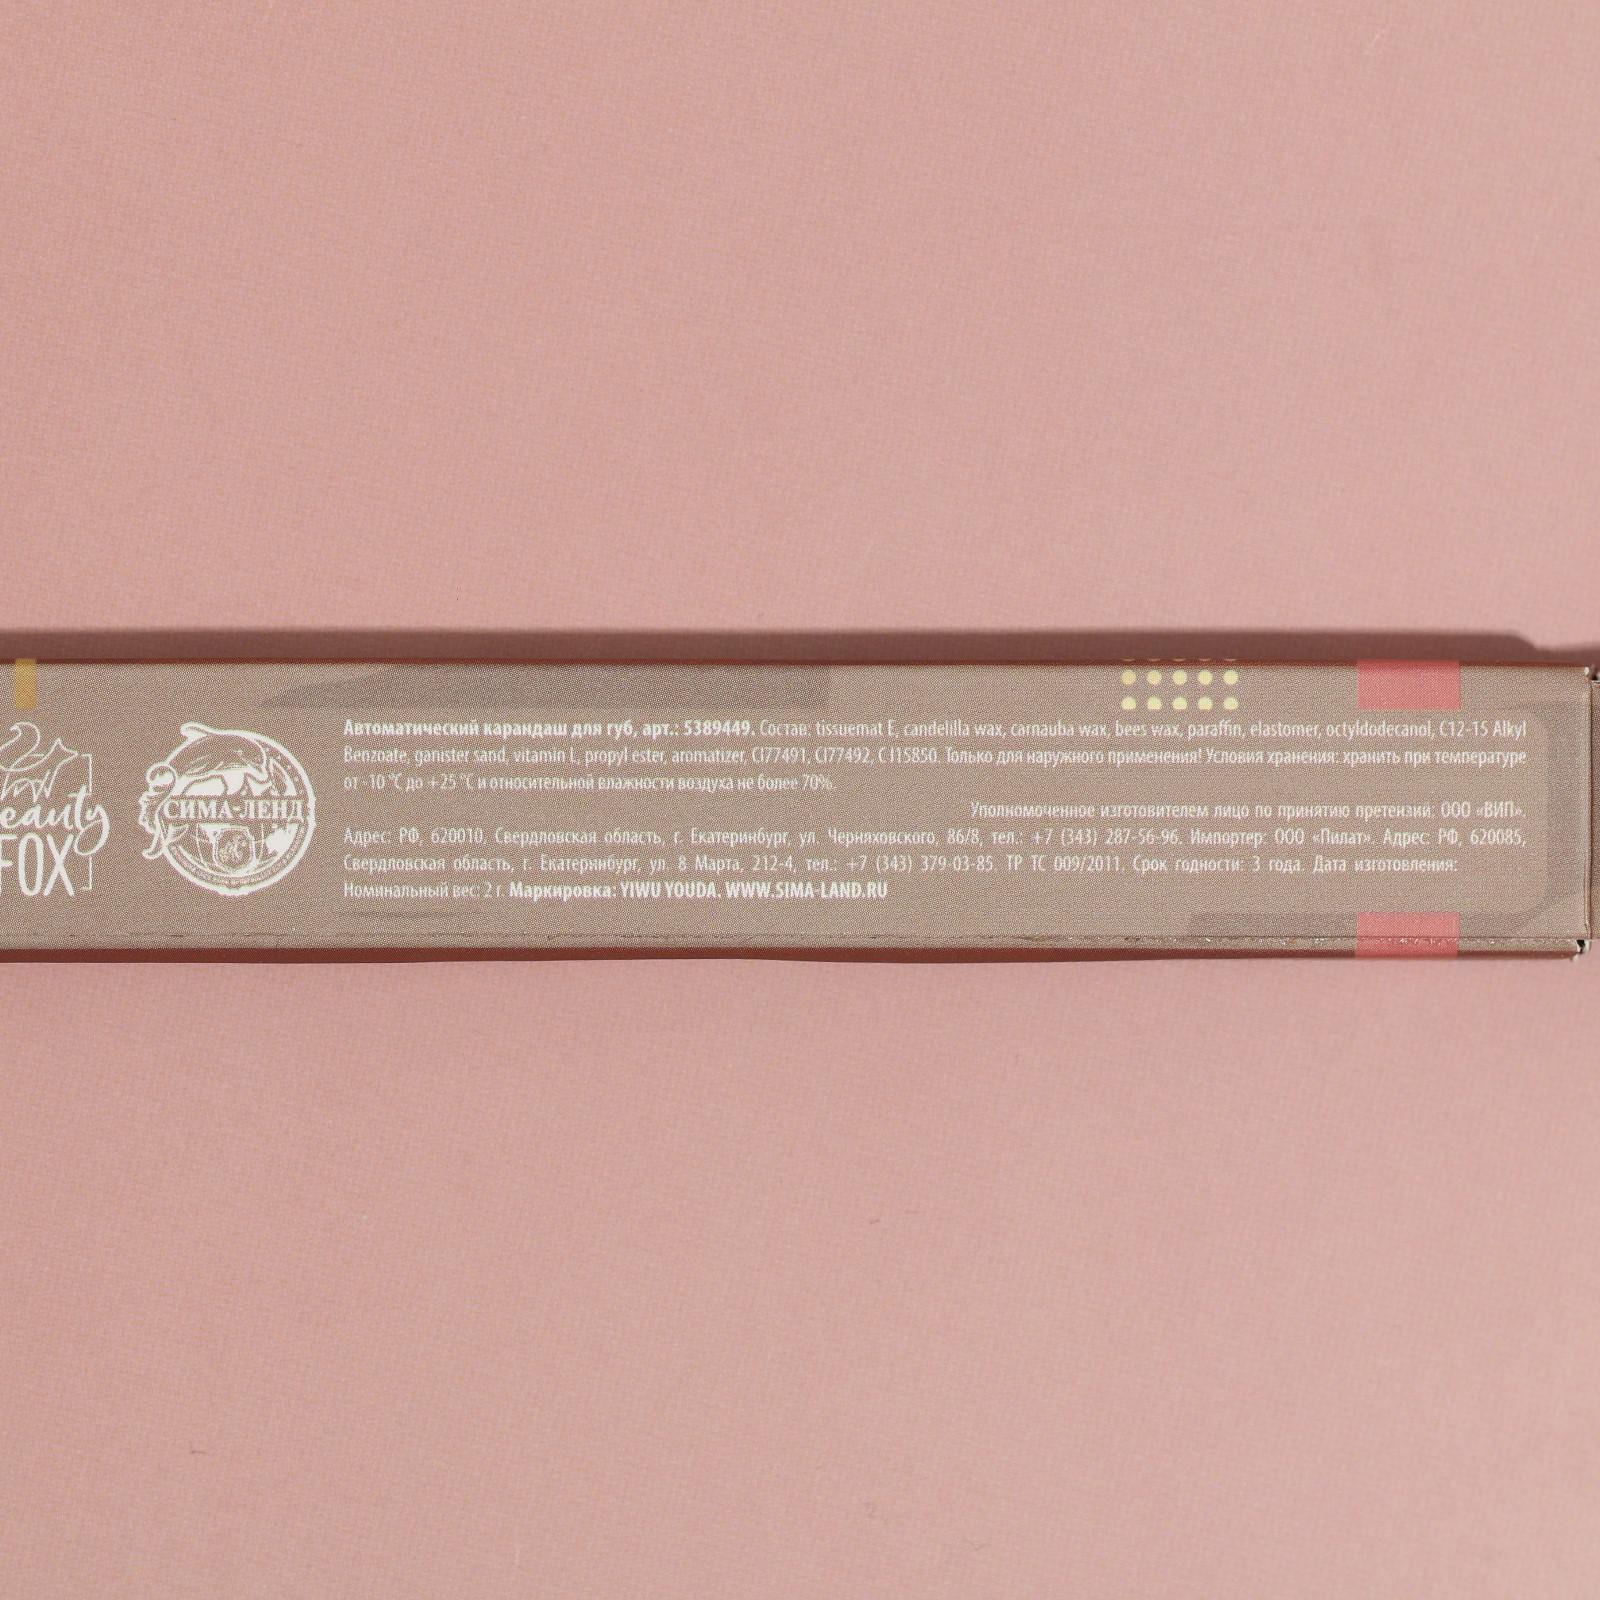 Beauty
FOX
СИМА-ЛЕНД
Автоматический карандаш для губ, арт.: 5389449. Состав: tissuemat E, candelilla wax, carnauba wax, bees wax, paraffin, elastomer, octyldodecanol, C12-15 Alkyl
Benzoate, ganister sand, vitamin L, propyl ester, aromatizer, CI77491, CI77492, C I15850. Только для наружного применения! Условия хранения: хранить при температуре
от -10 °C до +25 °C и относительной влажности воздуха не более 70%.
Уполномоченное изготовителем лицо по принятию претензий: ООО «ВИП».
Адрес: РФ, 620010, Свердловская область, г. Екатеринбург, ул. Черняховского, 86/8, тел.: +7 (343) 287-56-96. Импортер: ООО «Пилат». Адрес: РФ, 620085,
Свердловская область, г. Екатеринбург, ул. 8 Марта, 212-4, тел.: +7 (343) 379-03-85. ТР ТС 009/2011. Срок годности: 3 года. Дата изготовления:
Номинальный вес: 2 г. Маркировка: YIWU YOUDA. WWW.SIMA-LAND.RU